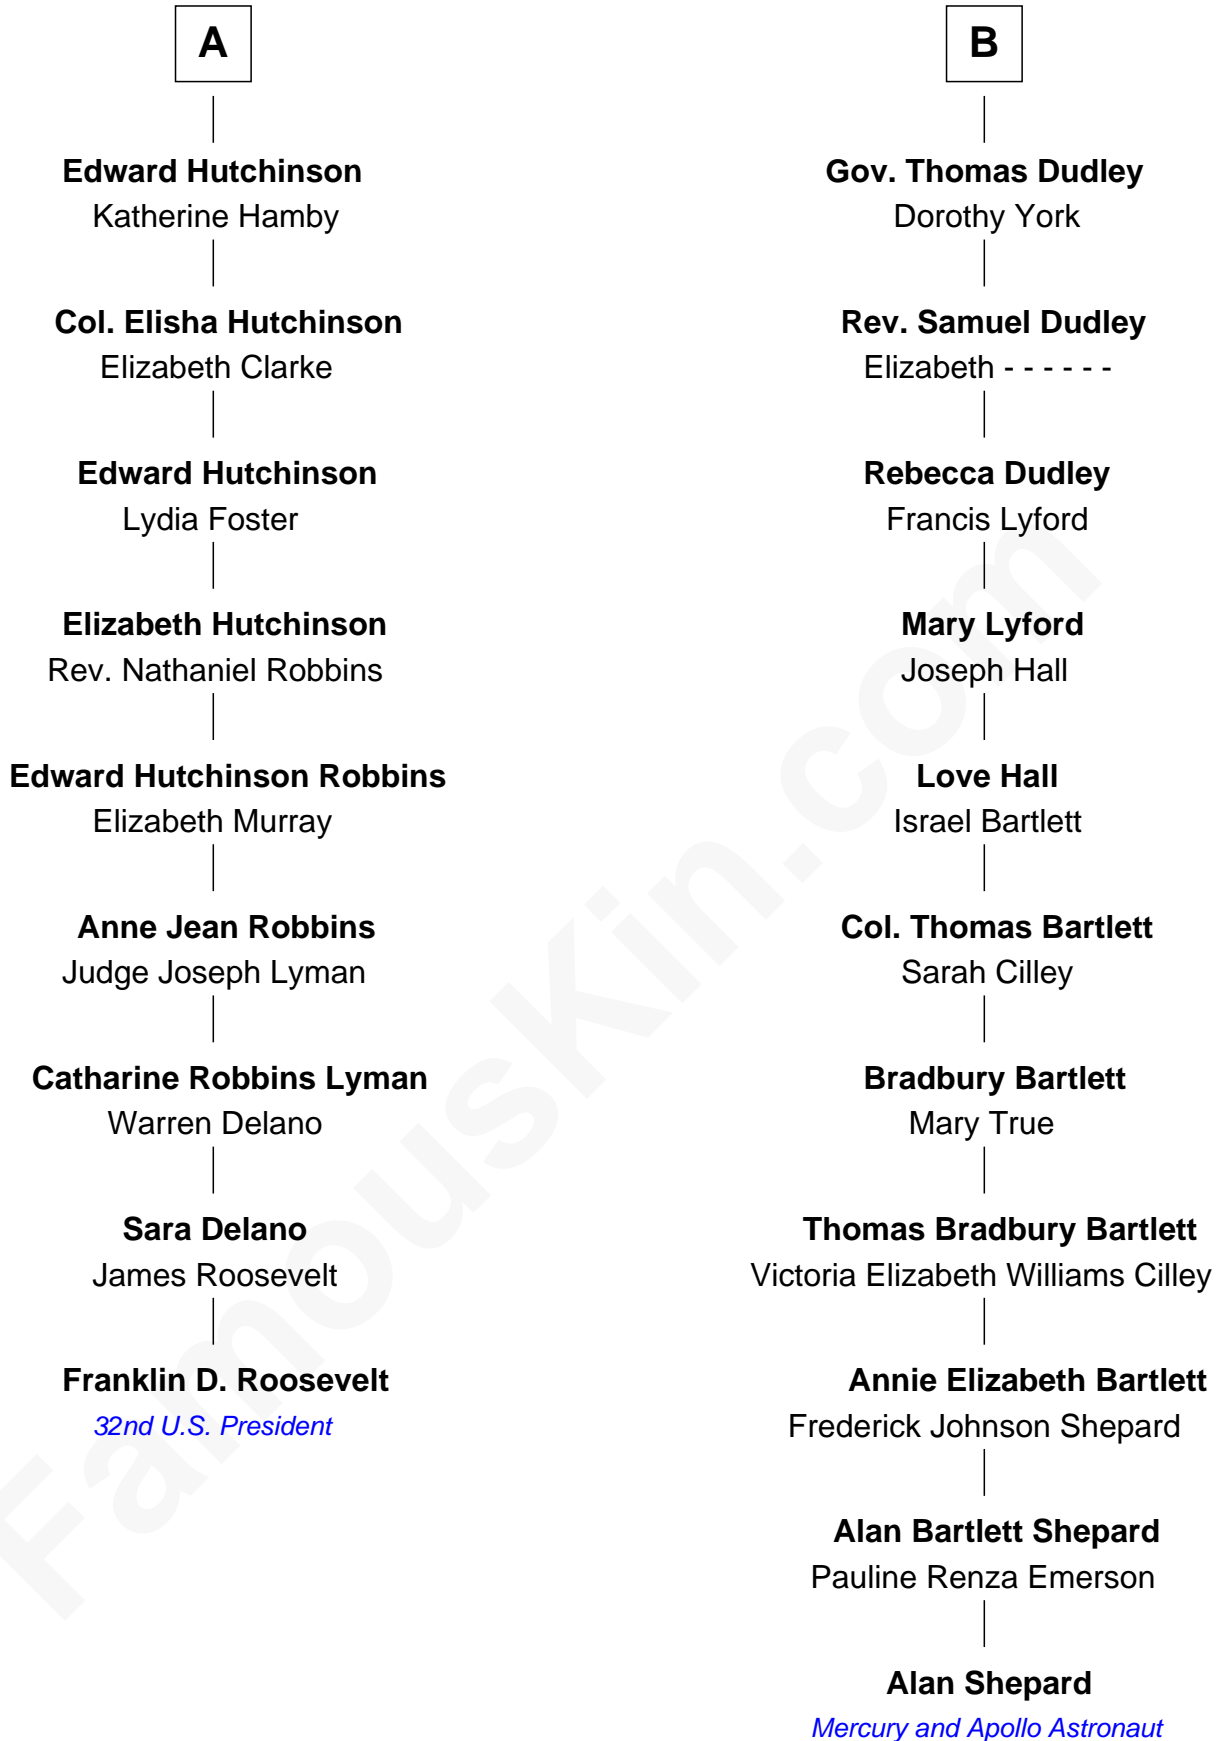 A
Edward Hutchinson
Katherine Hamby
Col. Elisha Hutchinson
Elizabeth Clarke
Edward Hutchinson
Lydia Foster
Elizabeth Hutchinson
Rev. Nathaniel Robbins
Edward Hutchinson Robbins
Elizabeth Murray
Anne Jean Robbins
Judge Joseph Lyman
Catharine Robbins Lyman
Warren Delano
Sara Delano
James Roosevelt
Franklin D. Roosevelt
32nd U.S. President
B
Gov. Thomas Dudley
Dorothy York
Rev. Samuel Dudley
Elizabeth - - - - - -
Rebecca Dudley
Francis Lyford
Mary Lyford
Joseph Hall
Love Hall
Israel Bartlett
Col. Thomas Bartlett
Sarah Cilley
Bradbury Bartlett
Mary True
Thomas Bradbury Bartlett
Victoria Elizabeth Williams Cilley
Annie Elizabeth Bartlett
Frederick Johnson Shepard
Alan Bartlett Shepard
Pauline Renza Emerson
Alan Shepard
Mercury and Apollo Astronaut
FamousKin.com